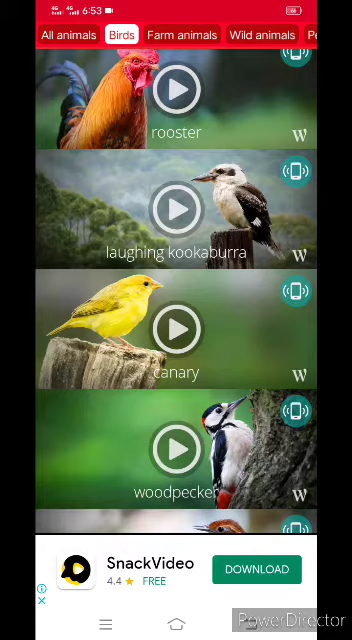 4G 4G 6:53
All animals Birds Farm animals Wild animals Pe
rooster
W
laughing kookaburra
W
canary
W
woodpecker
W
SnackVideo
4.4 ★ FREE
DOWNLOAD
PowerDirector